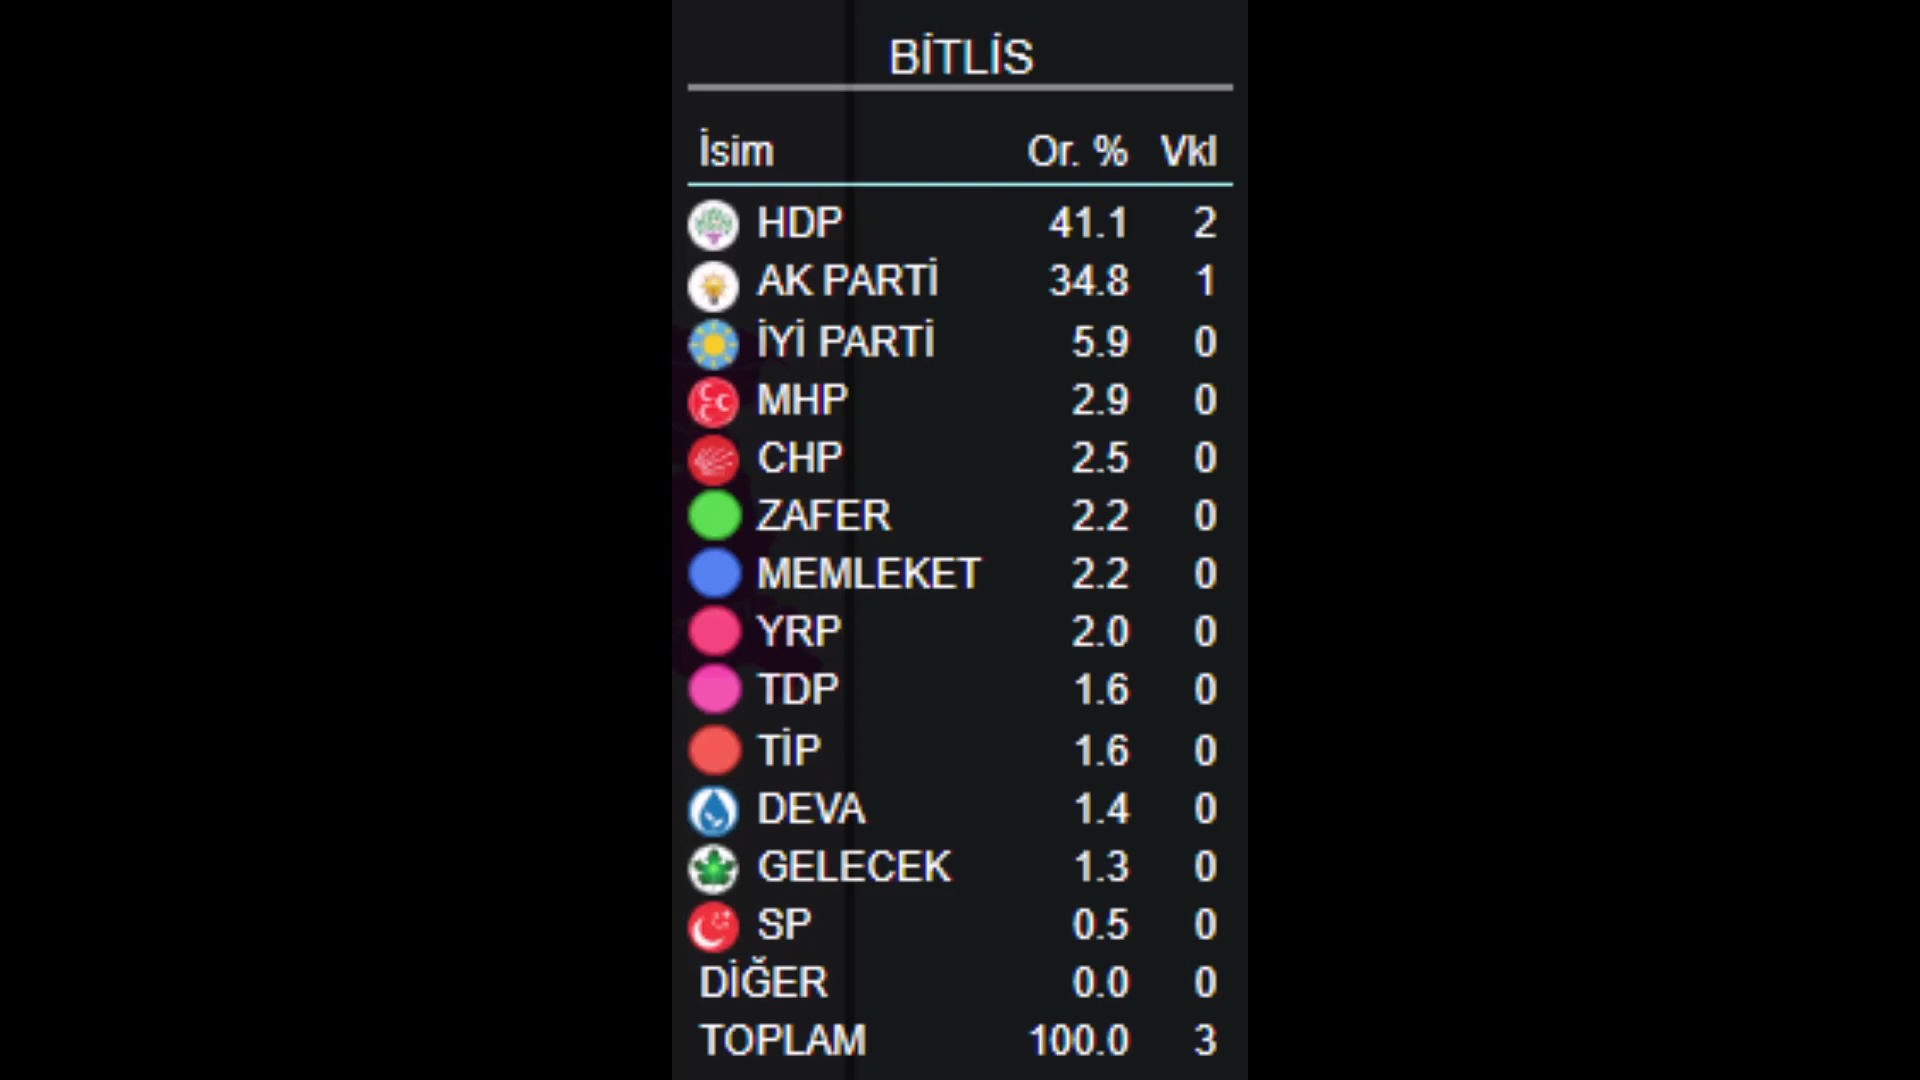 BİTLİS
İsim Or. % Vkl
HDP 41.1 2
AK PARTİ 34.8 1
İYİ PARTİ 5.9 0
MHP 2.9 0
CHP 2.5 0
ZAFER 2.2 0
MEMLEKET 2.2 0
YRP 2.0 0
TDP 1.6 0
TİP 1.6 0
DEVA 1.4 0
GELECEK 1.3 0
SP 0.5 0
DİĞER 0.0 0
TOPLAM 100.0 3